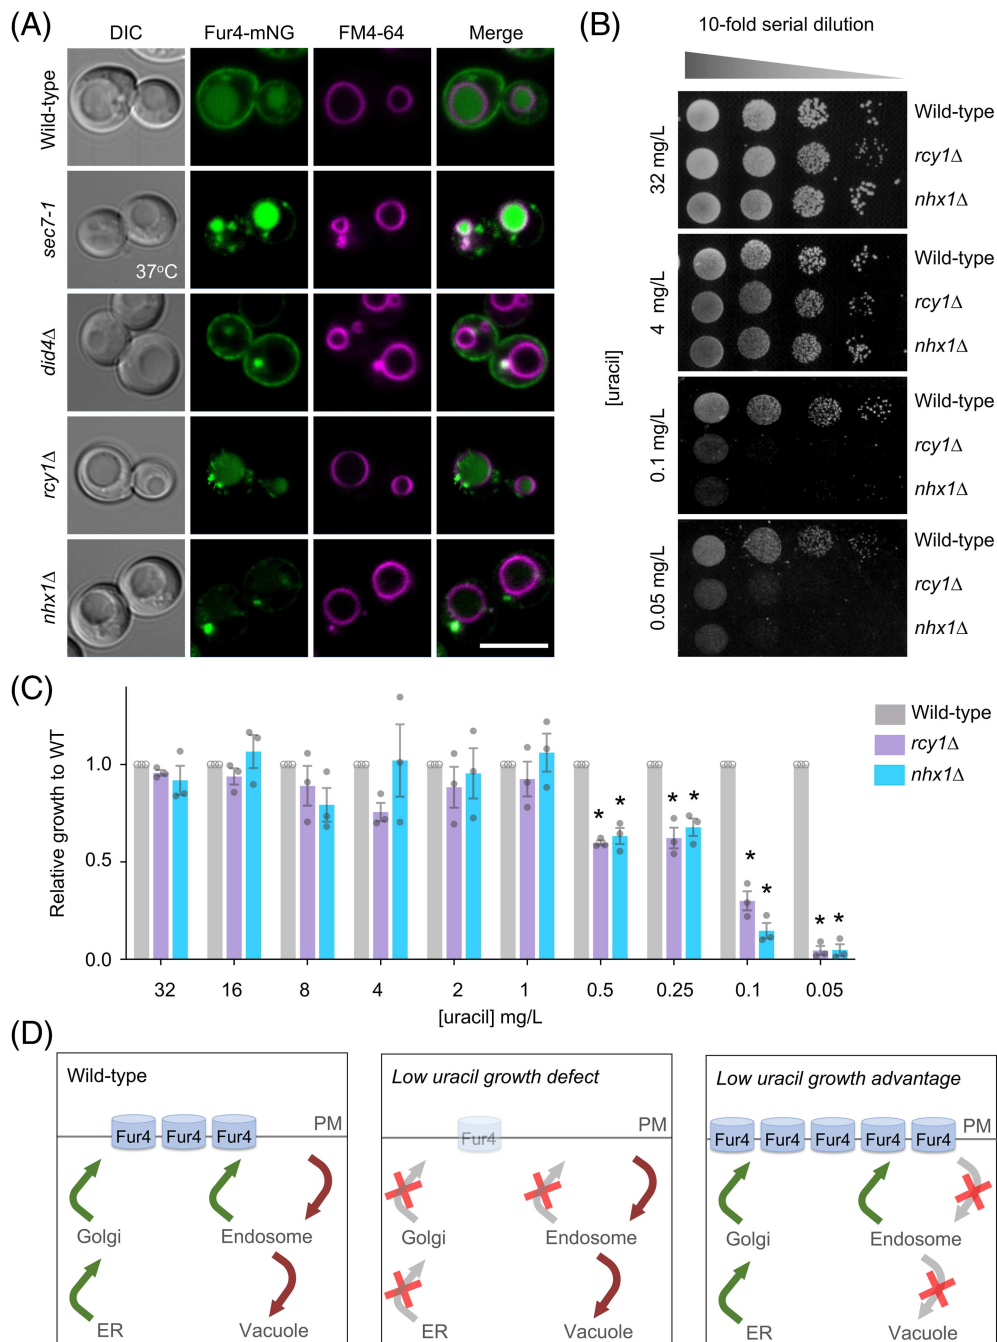 (A)
DIC Fur4-mNG FM4-64 Merge
Wild-type
sec7-1
37°C
did4Δ
rcy1Δ
nhx1Δ
(B)
10-fold serial dilution
[uracil]
32 mg/L
Wild-type
rcy1Δ
nhx1Δ
4 mg/L
Wild-type
rcy1Δ
nhx1Δ
0.1 mg/L
Wild-type
rcy1Δ
nhx1Δ
0.05 mg/L
Wild-type
rcy1Δ
nhx1Δ
(C)
Relative growth to WT
1.0
0.5
0.0
* * * * * * * *
32 16 8 4 2 1 0.5 0.25 0.1 0.05
[uracil] mg/L
Wild-type
rcy1Δ
nhx1Δ
(D)
Wild-type
PM
Fur4 Fur4 Fur4
Golgi Endosome
ER Vacuole
Low uracil growth defect
PM
Fur4
Golgi Endosome
ER Vacuole
Low uracil growth advantage
PM
Fur4 Fur4 Fur4 Fur4 Fur4
Golgi Endosome
ER Vacuole